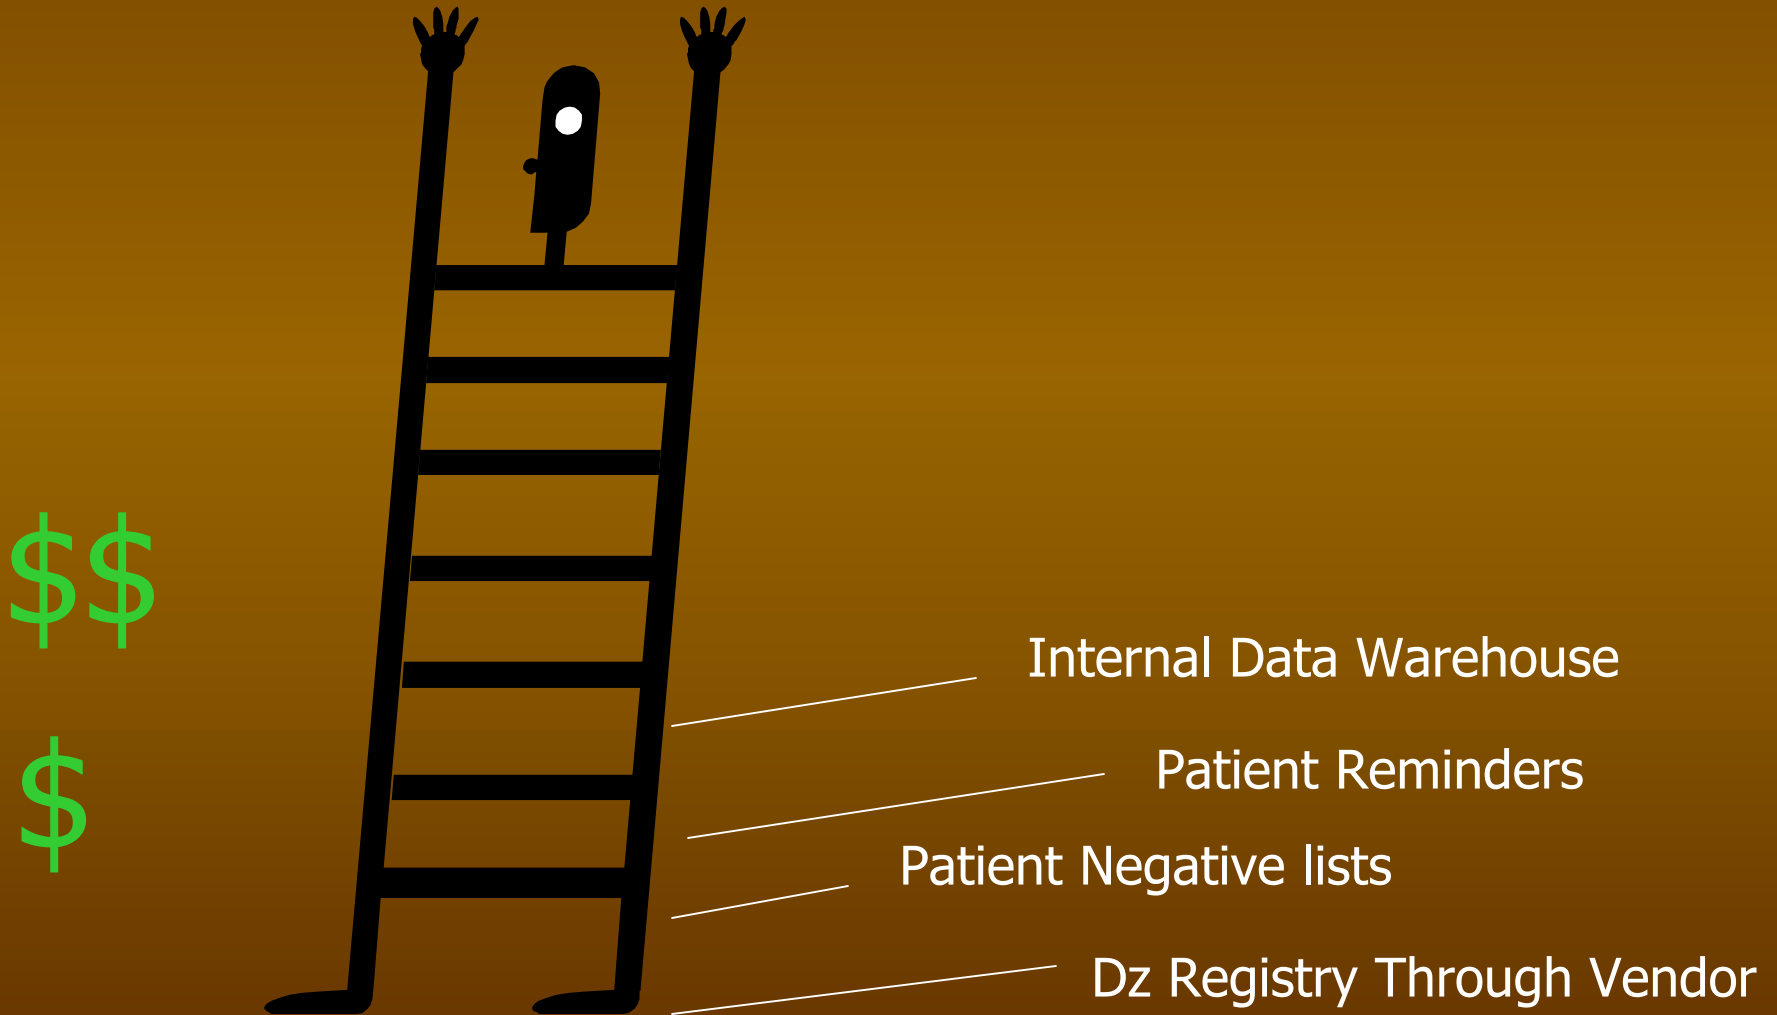 $$
Internal Data Warehouse
$
Patient Reminders
Patient Negative lists
Dz Registry Through Vendor